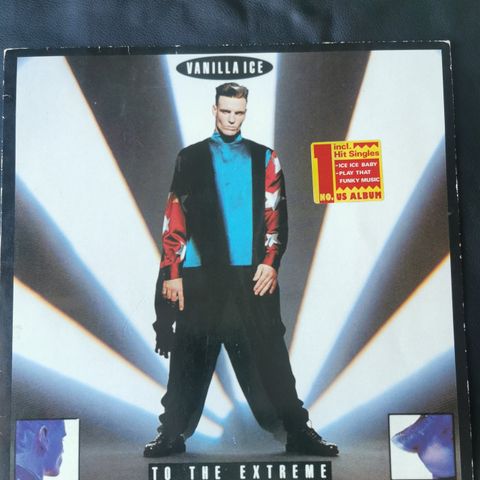 VANILLA ICE
1
incl.
Hit Singles
- ICE ICE BABY
- PLAY THAT
FUNKY MUSIC
NO. US ALBUM
TO THE EXTREME